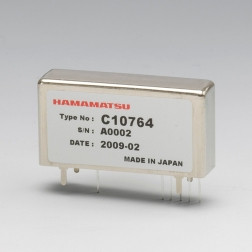 HAMAMATSU
Type No : C10764
S/N : A0002
DATE : 2009-02
MADE IN JAPAN